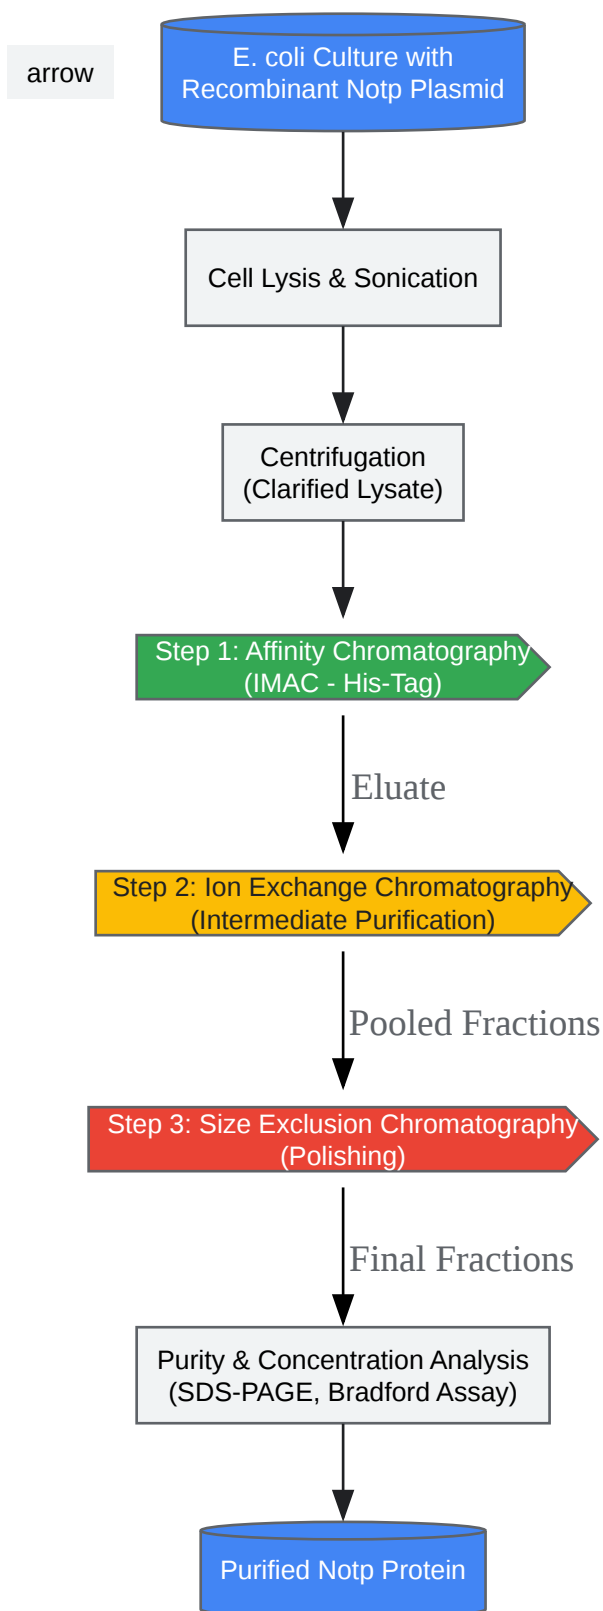 E. coli Culture with
Recombinant Notp Plasmid
arrow
Cell Lysis & Sonication
Centrifugation
(Clarified Lysate)
Step 1: Affinity Chromatography
(IMAC - His-Tag)
Eluate
Step 2: Ion Exchange Chromatography
(Intermediate Purification)
Pooled Fractions
Step 3: Size Exclusion Chromatography
(Polishing)
Final Fractions
Purity & Concentration Analysis
(SDS-PAGE, Bradford Assay)
Purified Notp Protein